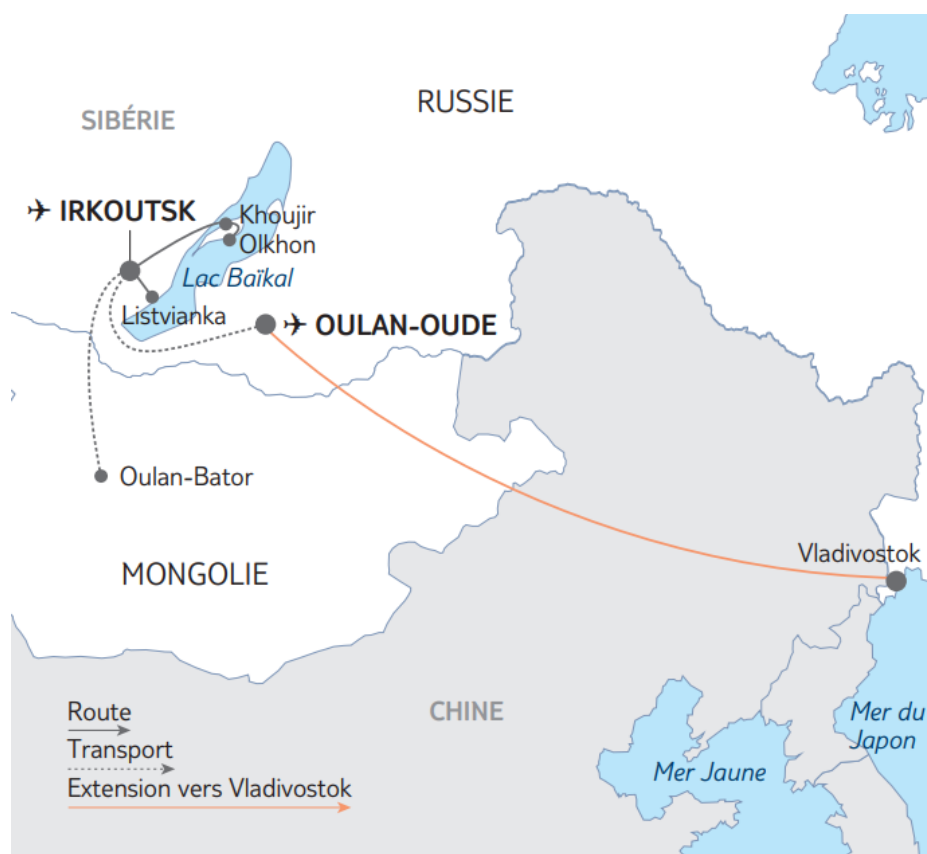 RUSSIE
SIBÉRIE
IRKOUTSK
Khoujir
Olkhon
Lac Baïkal
Listvianka
OULAN-OUDE
Oulan-Bator
Vladivostok
MONGOLIE
Route
Transport
Extension vers Vladivostok
CHINE
Mer Jaune
Mer du
Japon